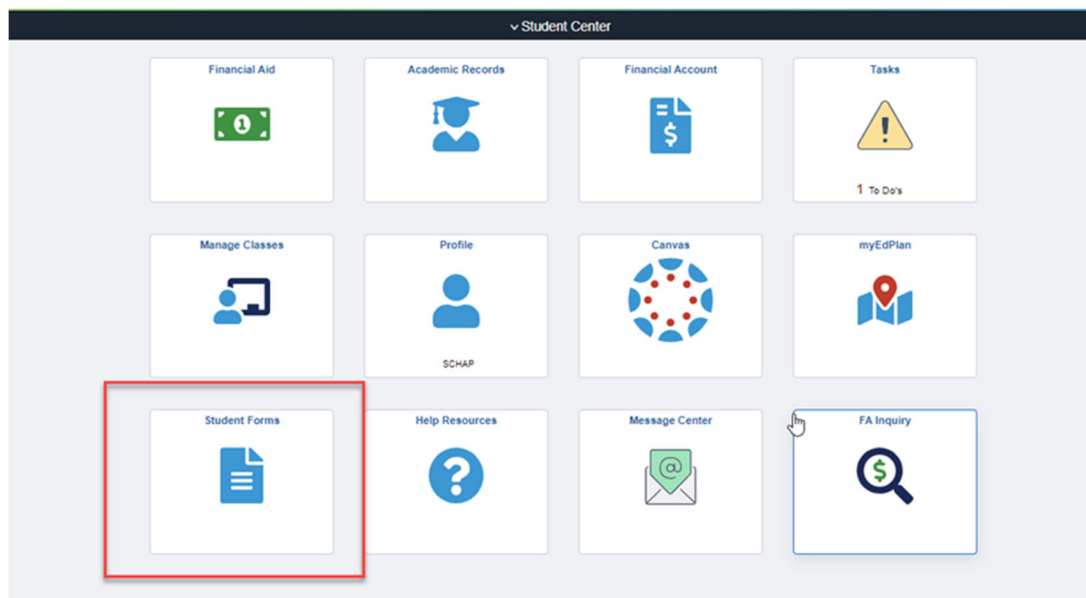 Student Center
Financial Aid
Academic Records
Financial Account
Tasks
1 To Do's
Manage Classes
Profile
Canvas
myEdPlan
SCHAP
Student Forms
Help Resources
Message Center
FA Inquiry